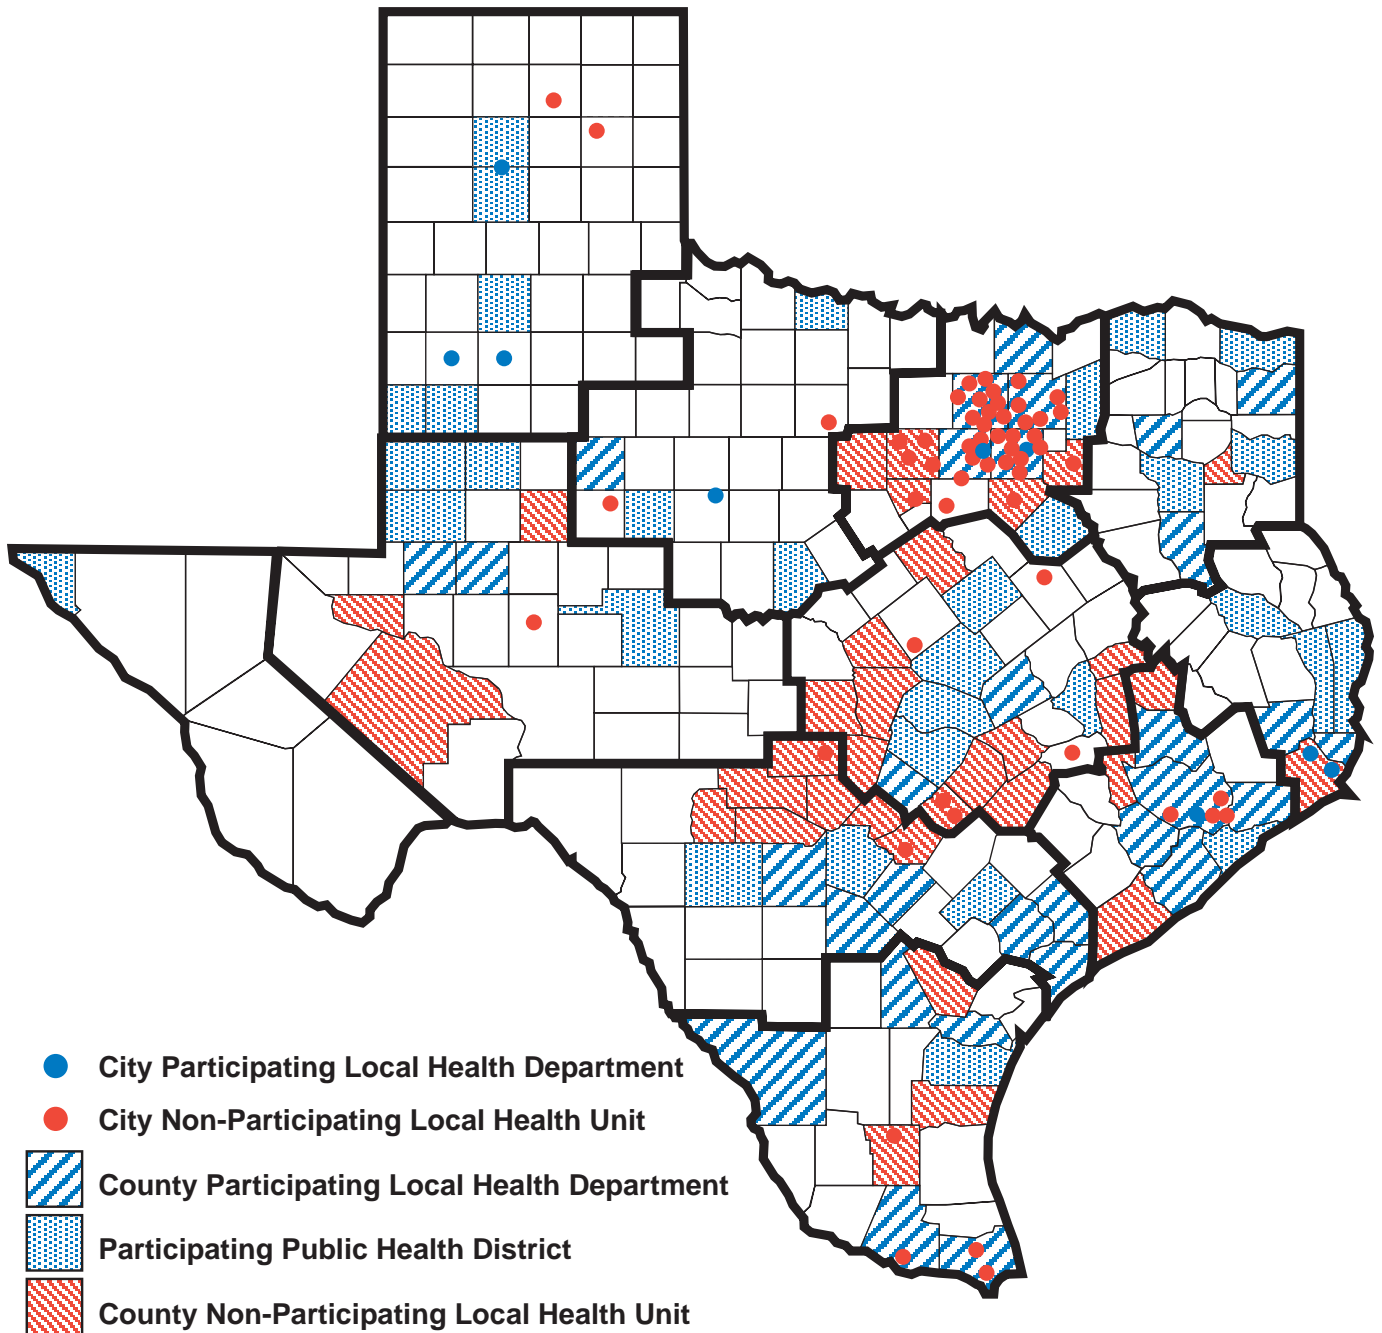 City Participating Local Health Department
City Non-Participating Local Health Unit
County Participating Local Health Department
Participating Public Health District
County Non-Participating Local Health Unit